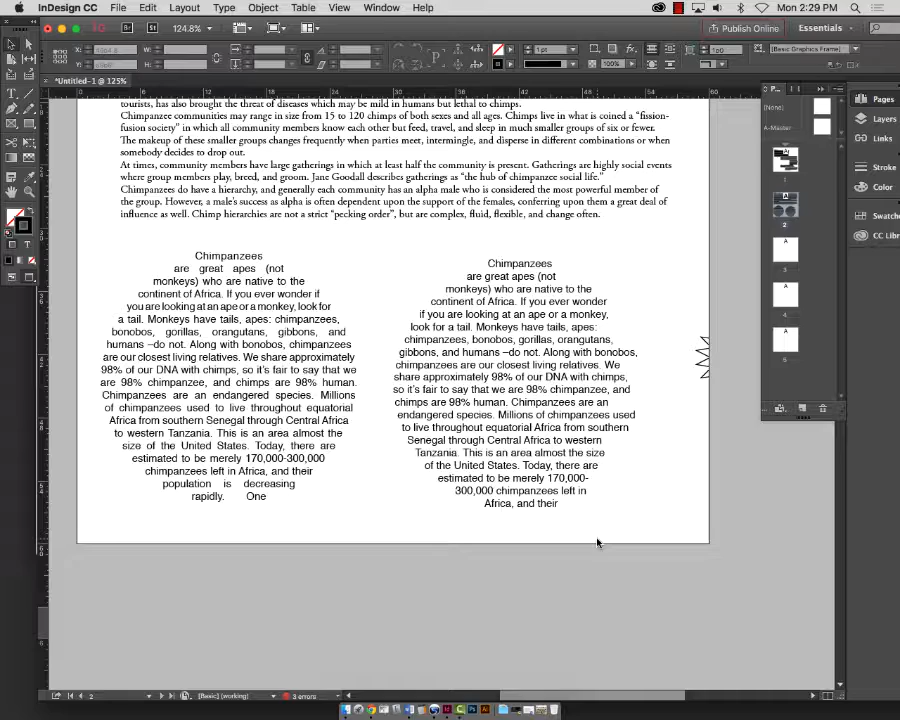 InDesign CC File Edit Layout Type Object Table View Window Help Mon 2:29 PM
Br St 124.8% Publish Online Essentials
X: W: 1 pt 1p0 [Basic Graphics Frame]
Y: H: 100%
*Untitled-1 @ 125%
0 6 12 18 24 30 36 42 48 54 60
tourists, has also brought the threat of diseases which may be mild in humans but lethal to chimps.
Chimpanzee communities may range in size from 15 to 120 chimps of both sexes and all ages. Chimps live in what is coined a “fission-
fusion society” in which all community members know each other but feed, travel, and sleep in much smaller groups of six or fewer.
The makeup of these smaller groups changes frequently when parties meet, intermingle, and disperse in different combinations or when
somebody decides to drop out.
At times, community members have large gatherings in which at least half the community is present. Gatherings are highly social events
where group members play, breed, and groom. Jane Goodall describes gatherings as “the hub of chimpanzee social life.”
Chimpanzees do have a hierarchy, and generally each community has an alpha male who is considered the most powerful member of
the group. However, a male’s success as alpha is often dependent upon the support of the females, conferring upon them a great deal of
influence as well. Chimp hierarchies are not a strict “pecking order”, but are complex, fluid, flexible, and change often.
Chimpanzees
are great apes (not
monkeys) who are native to the
continent of Africa. If you ever wonder if
you are looking at an ape or a monkey, look for
a tail. Monkeys have tails, apes: chimpanzees,
bonobos, gorillas, orangutans, gibbons, and
humans –do not. Along with bonobos, chimpanzees
are our closest living relatives. We share approximately
98% of our DNA with chimps, so it’s fair to say that we
are 98% chimpanzee, and chimps are 98% human.
Chimpanzees are an endangered species. Millions
of chimpanzees used to live throughout equatorial
Africa from southern Senegal through Central Africa
to western Tanzania. This is an area almost the
size of the United States. Today, there are
estimated to be merely 170,000-300,000
chimpanzees left in Africa, and their
population is decreasing
rapidly. One
Chimpanzees
are great apes (not
monkeys) who are native to the
continent of Africa. If you ever wonder
if you are looking at an ape or a monkey,
look for a tail. Monkeys have tails, apes:
chimpanzees, bonobos, gorillas, orangutans,
gibbons, and humans –do not. Along with bonobos,
chimpanzees are our closest living relatives. We
share approximately 98% of our DNA with chimps,
so it’s fair to say that we are 98% chimpanzee, and
chimps are 98% human. Chimpanzees are an
endangered species. Millions of chimpanzees used
to live throughout equatorial Africa from southern
Senegal through Central Africa to western
Tanzania. This is an area almost the size
of the United States. Today, there are
estimated to be merely 170,000-
300,000 chimpanzees left in
Africa, and their
[None]
A-Master
1
2
3
4
5
Pages
Layers
Links
Stroke
Color
Swatche
CC Libr
2 [Basic] (working) 3 errors